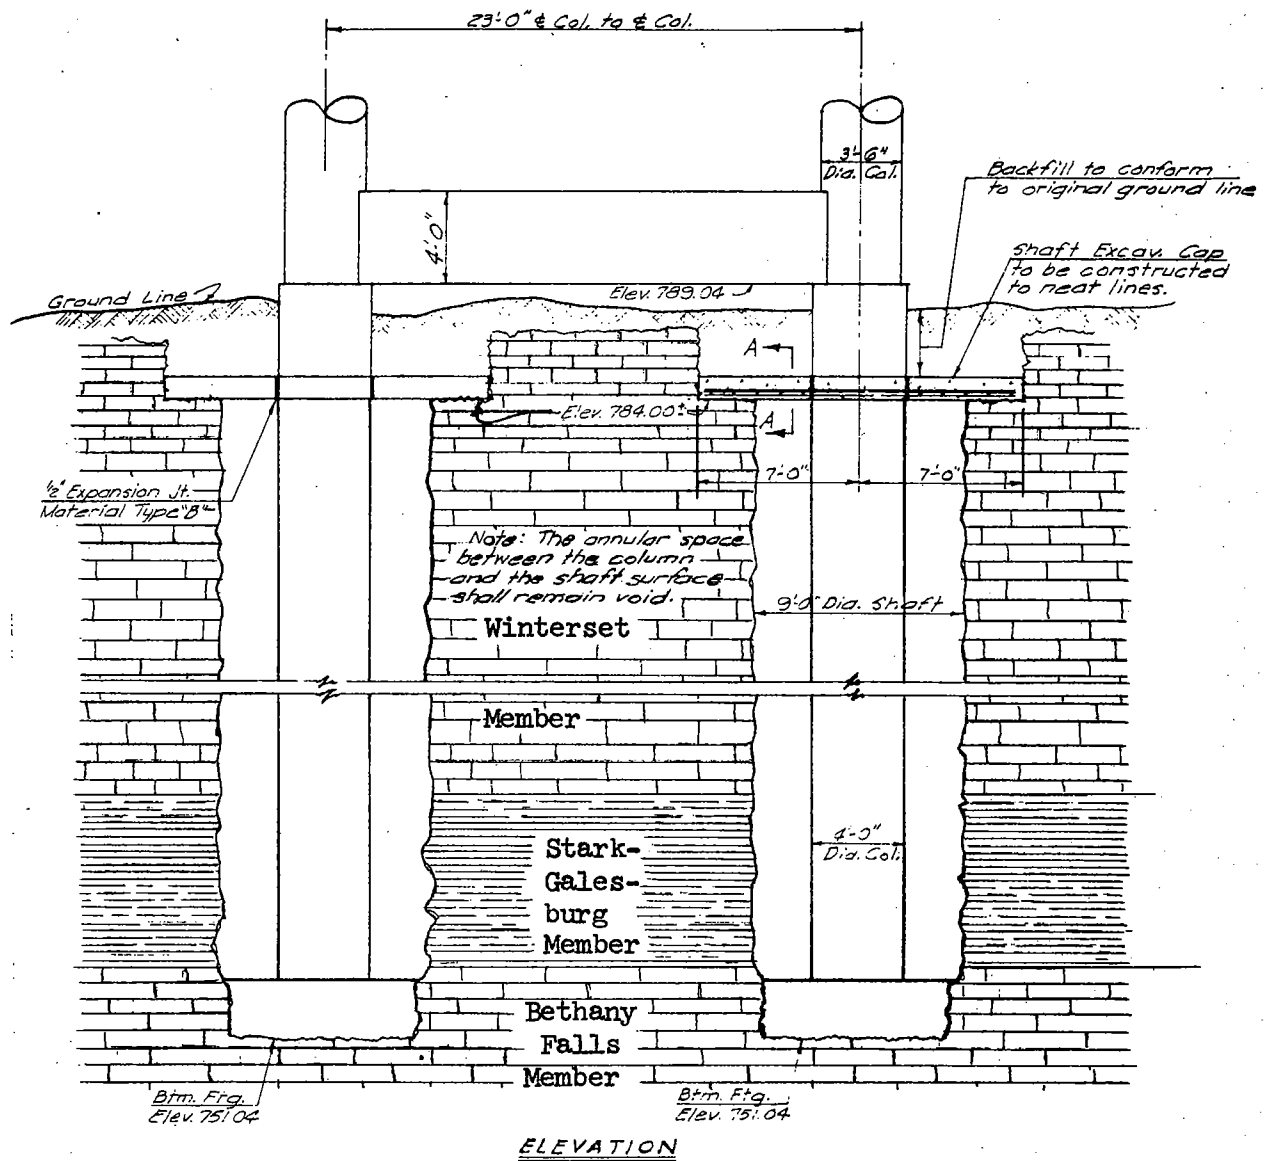 23'-0" ℄ Col. to ℄ Col.
3'-6"
Dia. Col.
Backfill to conform
to original ground line
4'-0"
Shaft Excav. Cap
to be constructed
to neat lines.
Ground Line
Elev. 789.04
A
Elev. 784.00±
A
7'-0"
7'-0"
½" Expansion Jt.
Material Type "B"
Note: The annular space
between the column
and the shaft surface
shall remain void.
9'-0" Dia. Shaft
Winterset
Member
4'-0"
Dia. Col.
Stark-
Gales-
burg
Member
Bethany
Falls
Member
Btm. Ftg.
Elev. 751.04
Btm. Ftg.
Elev. 751.04
ELEVATION